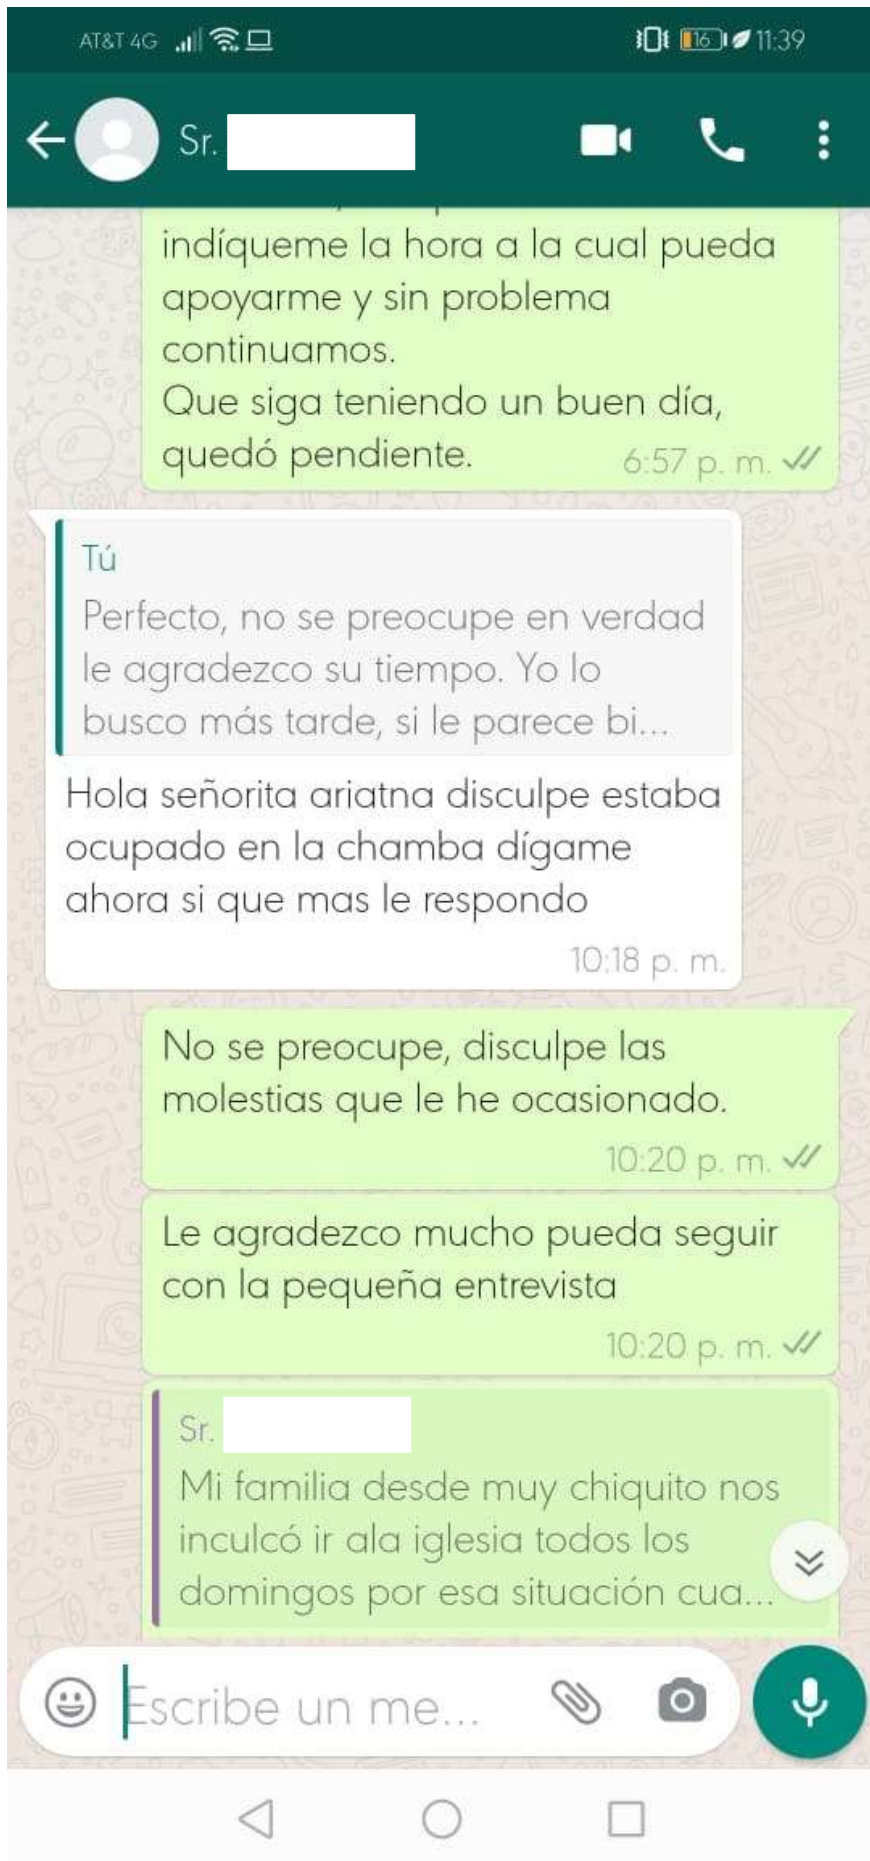 AT&T 4G 16 11:39
Sr.
indíqueme la hora a la cual pueda
apoyarme y sin problema
continuamos.
Que siga teniendo un buen día,
quedó pendiente. 6:57 p. m.
Tú
Perfecto, no se preocupe en verdad
le agradezco su tiempo. Yo lo
busco más tarde, si le parece bi...
Hola señorita ariatna disculpe estaba
ocupado en la chamba dígame
ahora si que mas le respondo
10:18 p. m.
No se preocupe, disculpe las
molestias que le he ocasionado.
10:20 p. m.
Le agradezco mucho pueda seguir
con la pequeña entrevista
10:20 p. m.
Sr.
Mi familia desde muy chiquito nos
inculcó ir ala iglesia todos los
domingos por esa situación cua...
Escribe un me...